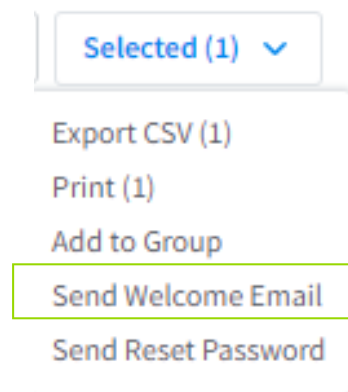 Selected (1)
Export CSV (1)
Print (1)
Add to Group
Send Welcome Email
Send Reset Password